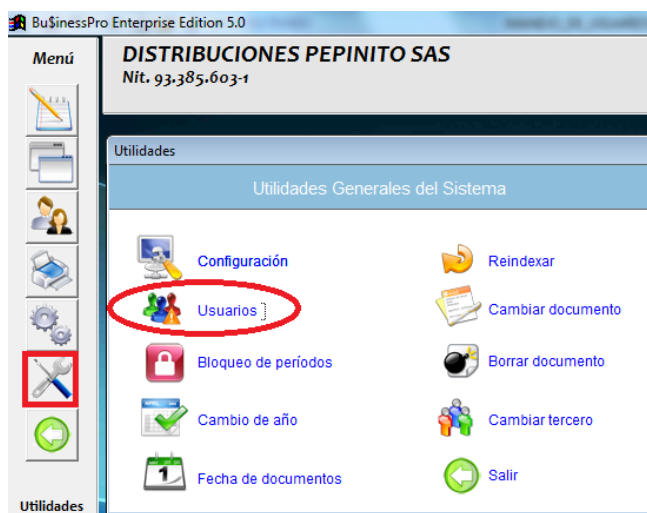 Bu$inessPro Enterprise Edition 5.0
Menú
DISTRIBUCIONES PEPINITO SAS
Nit. 93.385.603-1
Utilidades
Utilidades Generales del Sistema
Configuración
Reindexar
Usuarios
Cambiar documento
Bloqueo de períodos
Borrar documento
Cambio de año
Cambiar tercero
1
Fecha de documentos
Salir
Utilidades